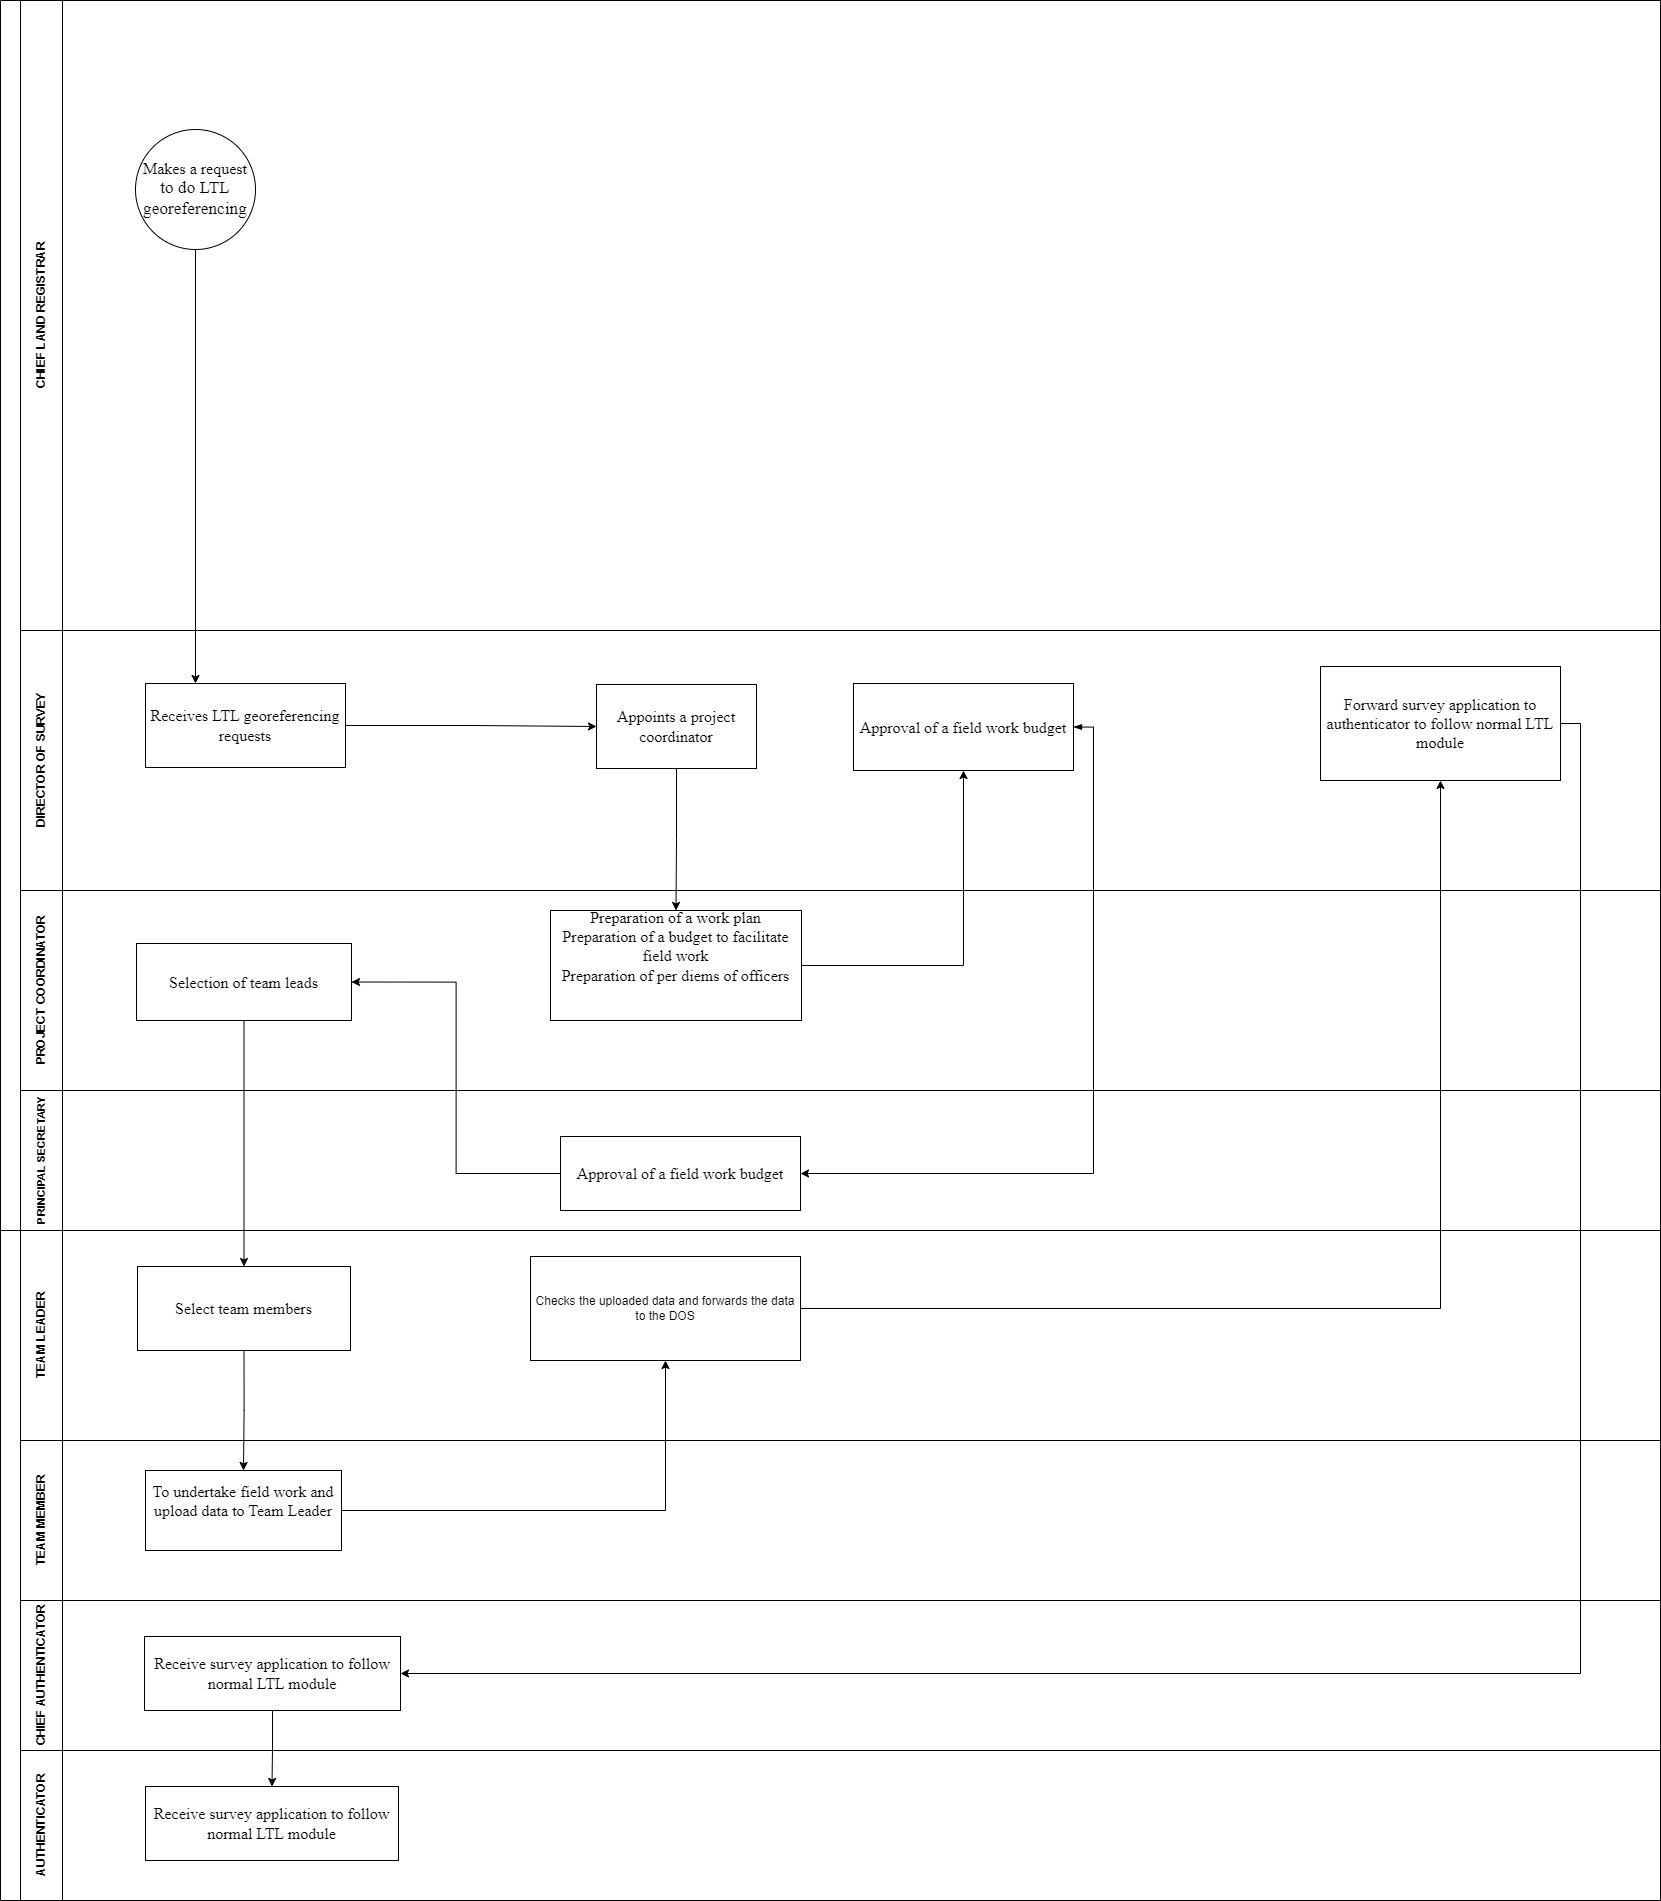 CHIEF LAND REGISTRAR
Makes a request
to do LTL
georeferencing
DIRECTOR OF SURVEY
Receives LTL georeferencing
requests
Appoints a project
coordinator
Approval of a field work budget
Forward survey application to
authenticator to follow normal LTL
module
PROJECT COORDINATOR
Selection of team leads
Preparation of a work plan
Preparation of a budget to facilitate
field work
Preparation of per diems of officers
PRINCIPAL SECRETARY
Approval of a field work budget
TEAM LEADER
Select team members
Checks the uploaded data and forwards the data
to the DOS
TEAM MEMBER
To undertake field work and
upload data to Team Leader
CHIEF AUTHENTICATOR
Receive survey application to follow
normal LTL module
AUTHENTICATOR
Receive survey application to follow
normal LTL module